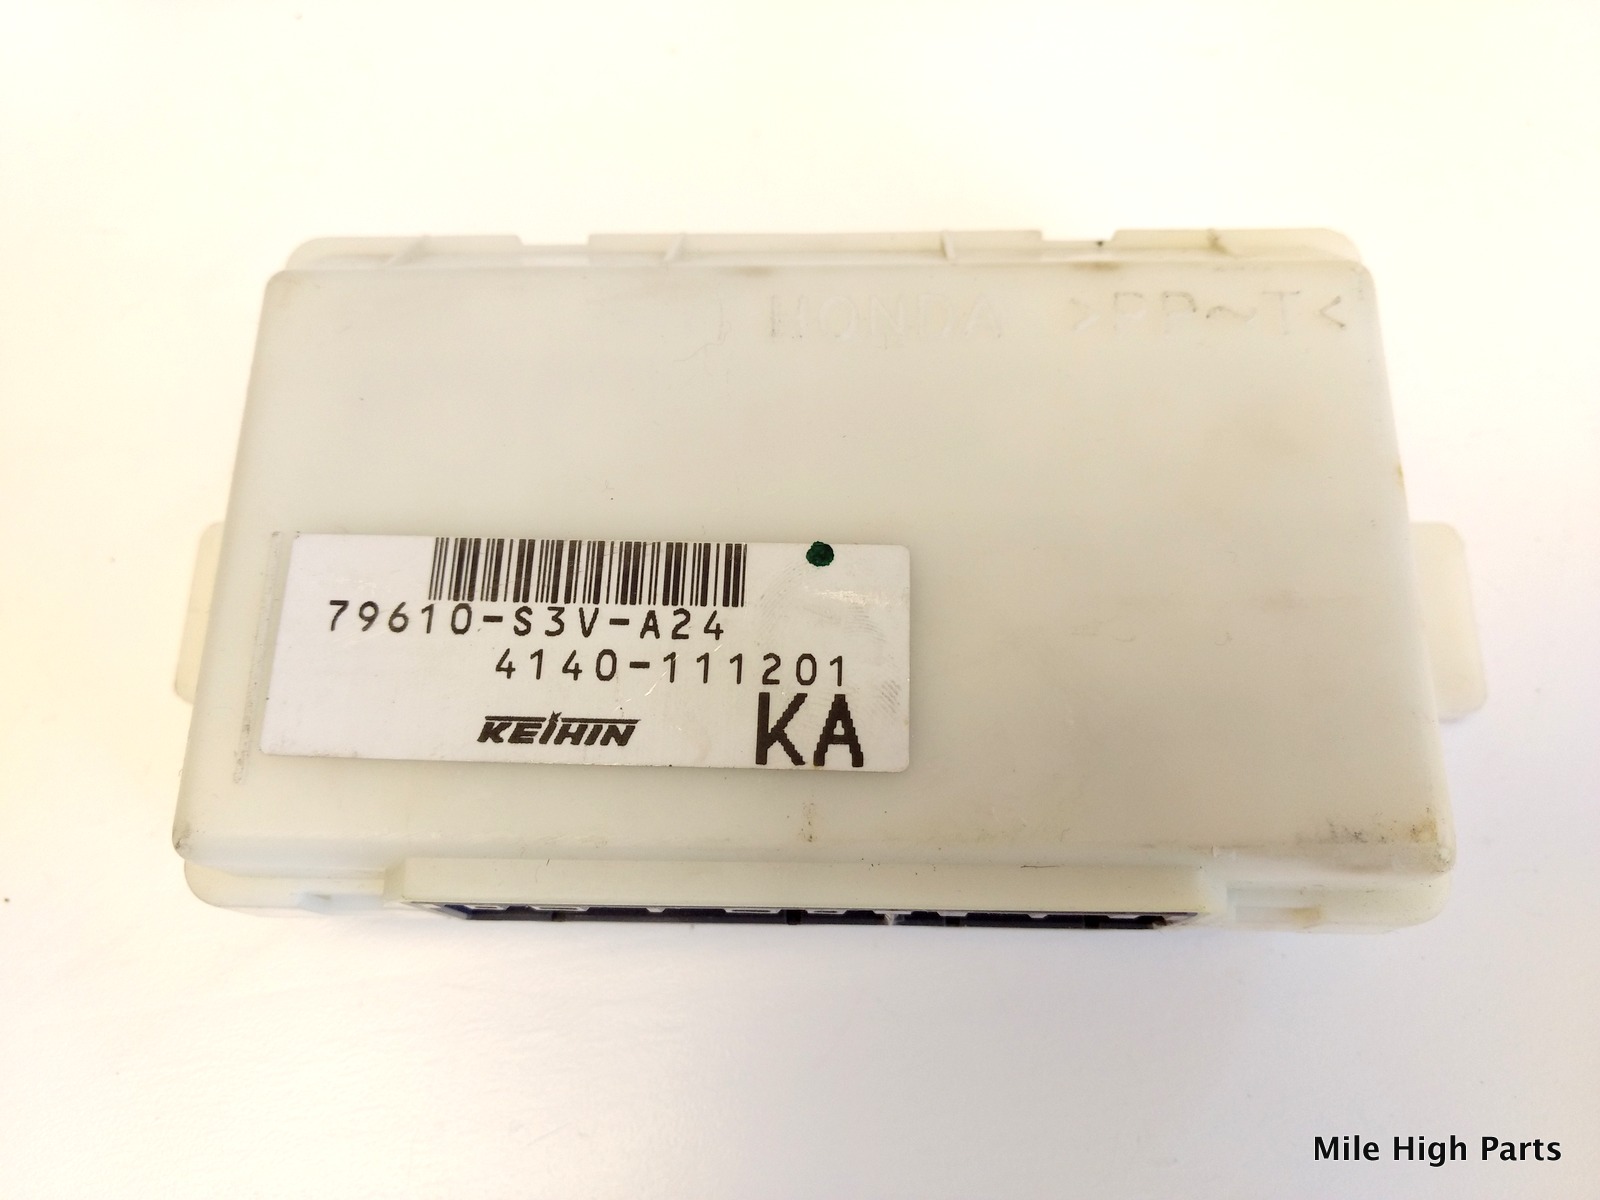 HONDA >PP~T<
79610-S3V-A24
4140-111201
KEIHIN
KA
Mile High Parts